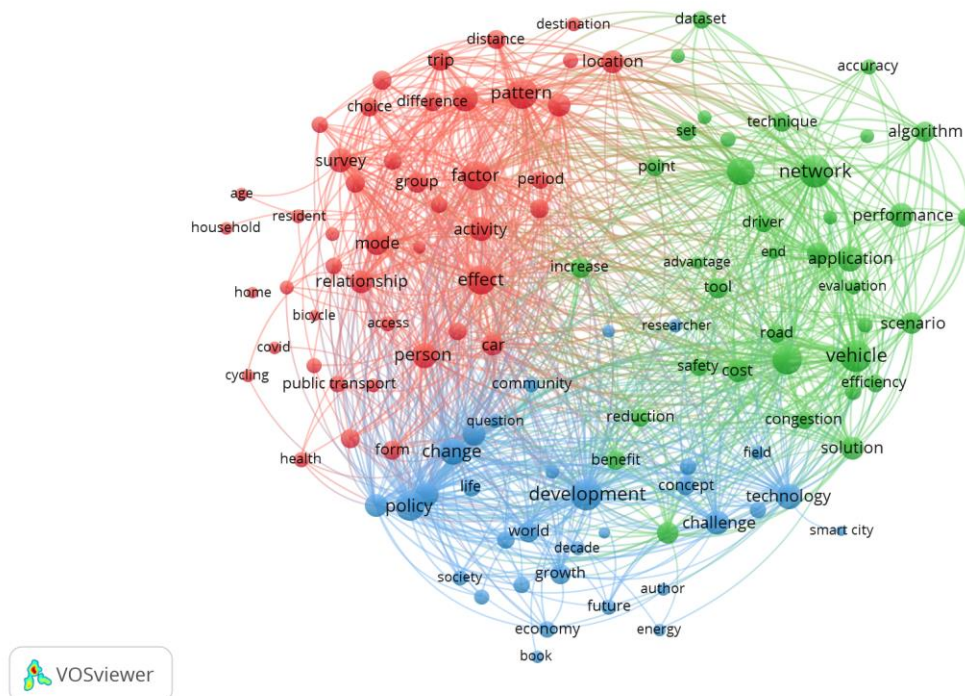 destination
dataset
distance
trip
location
accuracy
pattern
choice
difference
technique
set
algorithm
survey
point
network
factor
group
period
age
resident
household
performance
driver
activity
mode
end
application
advantage
increase
relationship
effect
tool
evaluation
home
bicycle
access
researcher
road
scenario
covid
car
person
vehicle
safety
cost
cycling
public transport
community
efficiency
reduction
question
congestion
form
change
solution
health
benefit
field
life
concept
development
technology
policy
challenge
world
smart city
decade
growth
society
author
future
economy
energy
book
VOSviewer